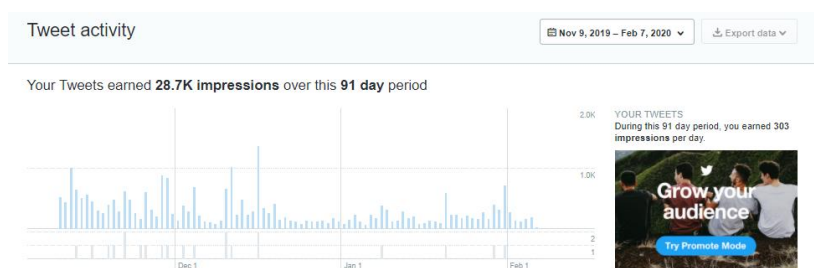 Tweet activity
Nov 9, 2019 – Feb 7, 2020
Export data
Your Tweets earned 28.7K impressions over this 91 day period
2.0K
1.0K
2
1
Dec 1
Jan 1
Feb 1
YOUR TWEETS
During this 91 day period, you earned 303
impressions per day.
Grow your
audience
Try Promote Mode